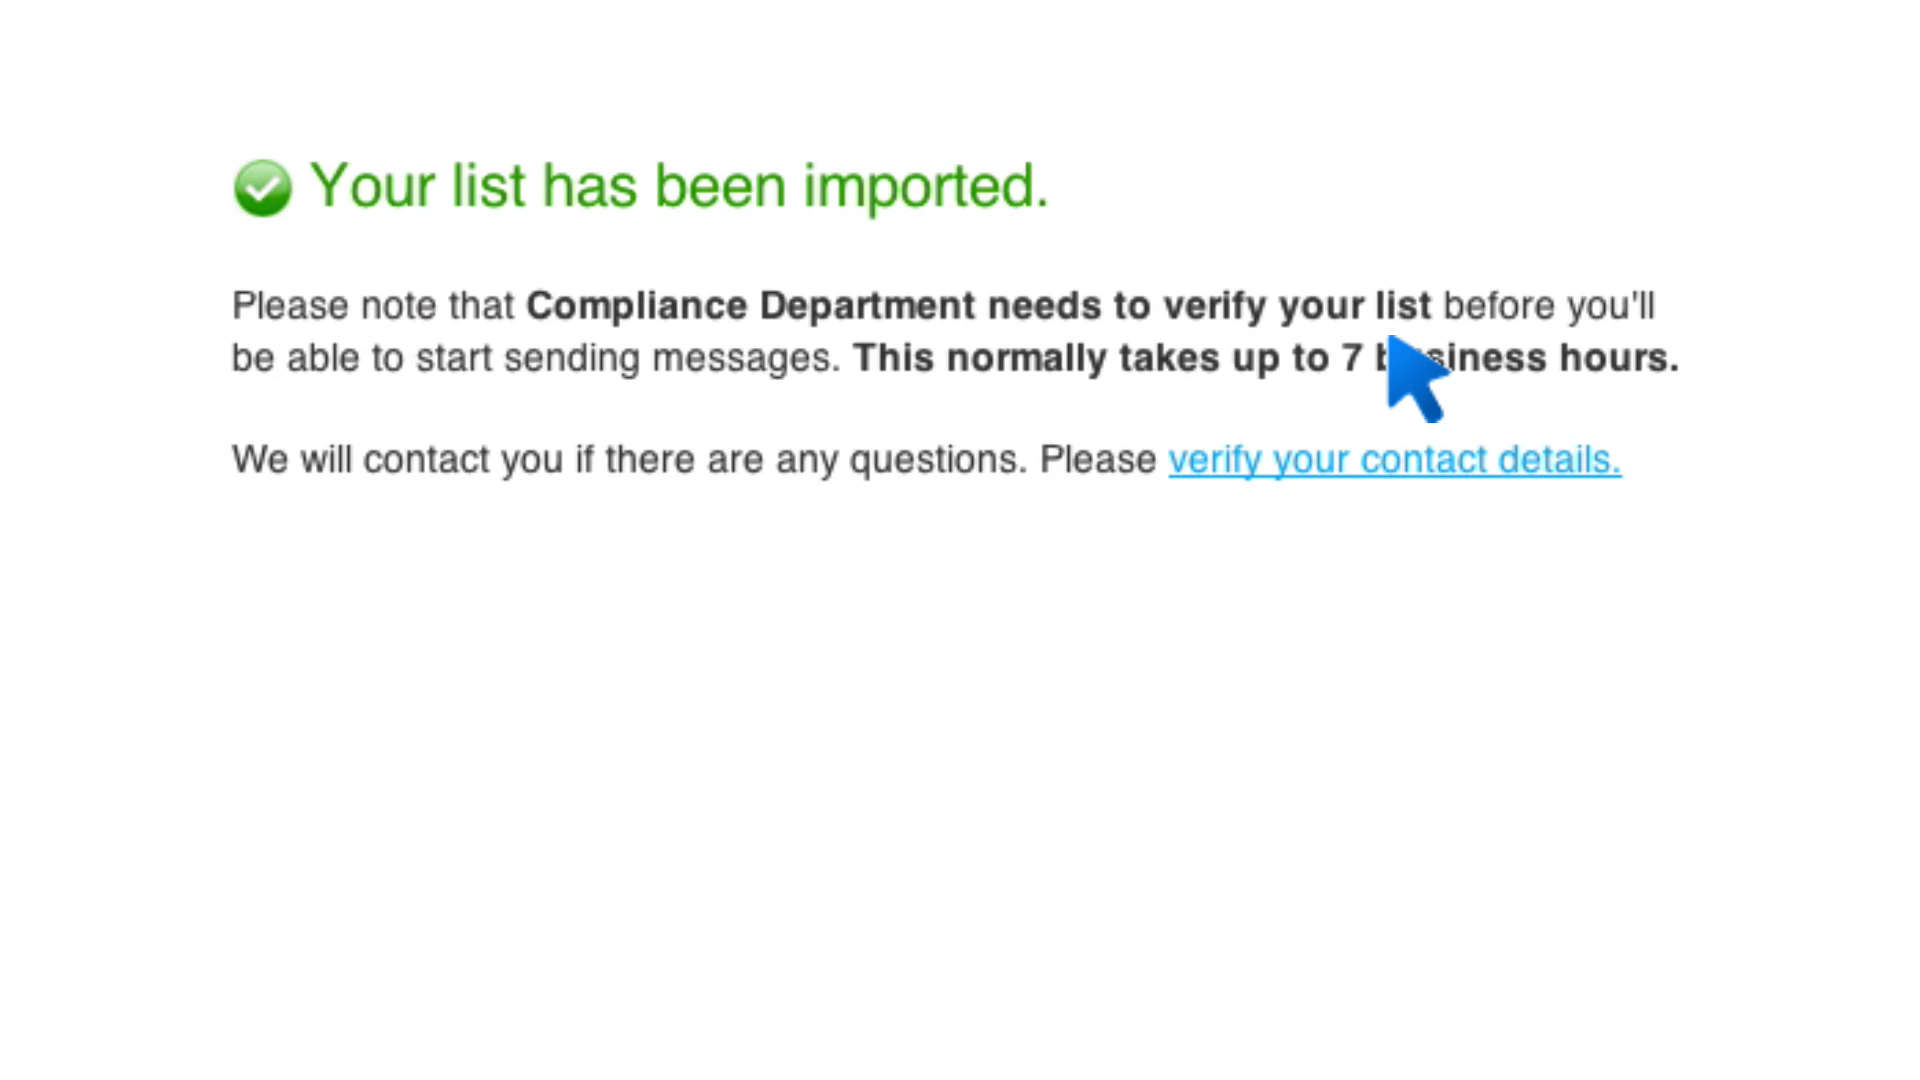 Your list has been imported.
Please note that Compliance Department needs to verify your list before you'll
be able to start sending messages. This normally takes up to 7 business hours.
We will contact you if there are any questions. Please verify your contact details.